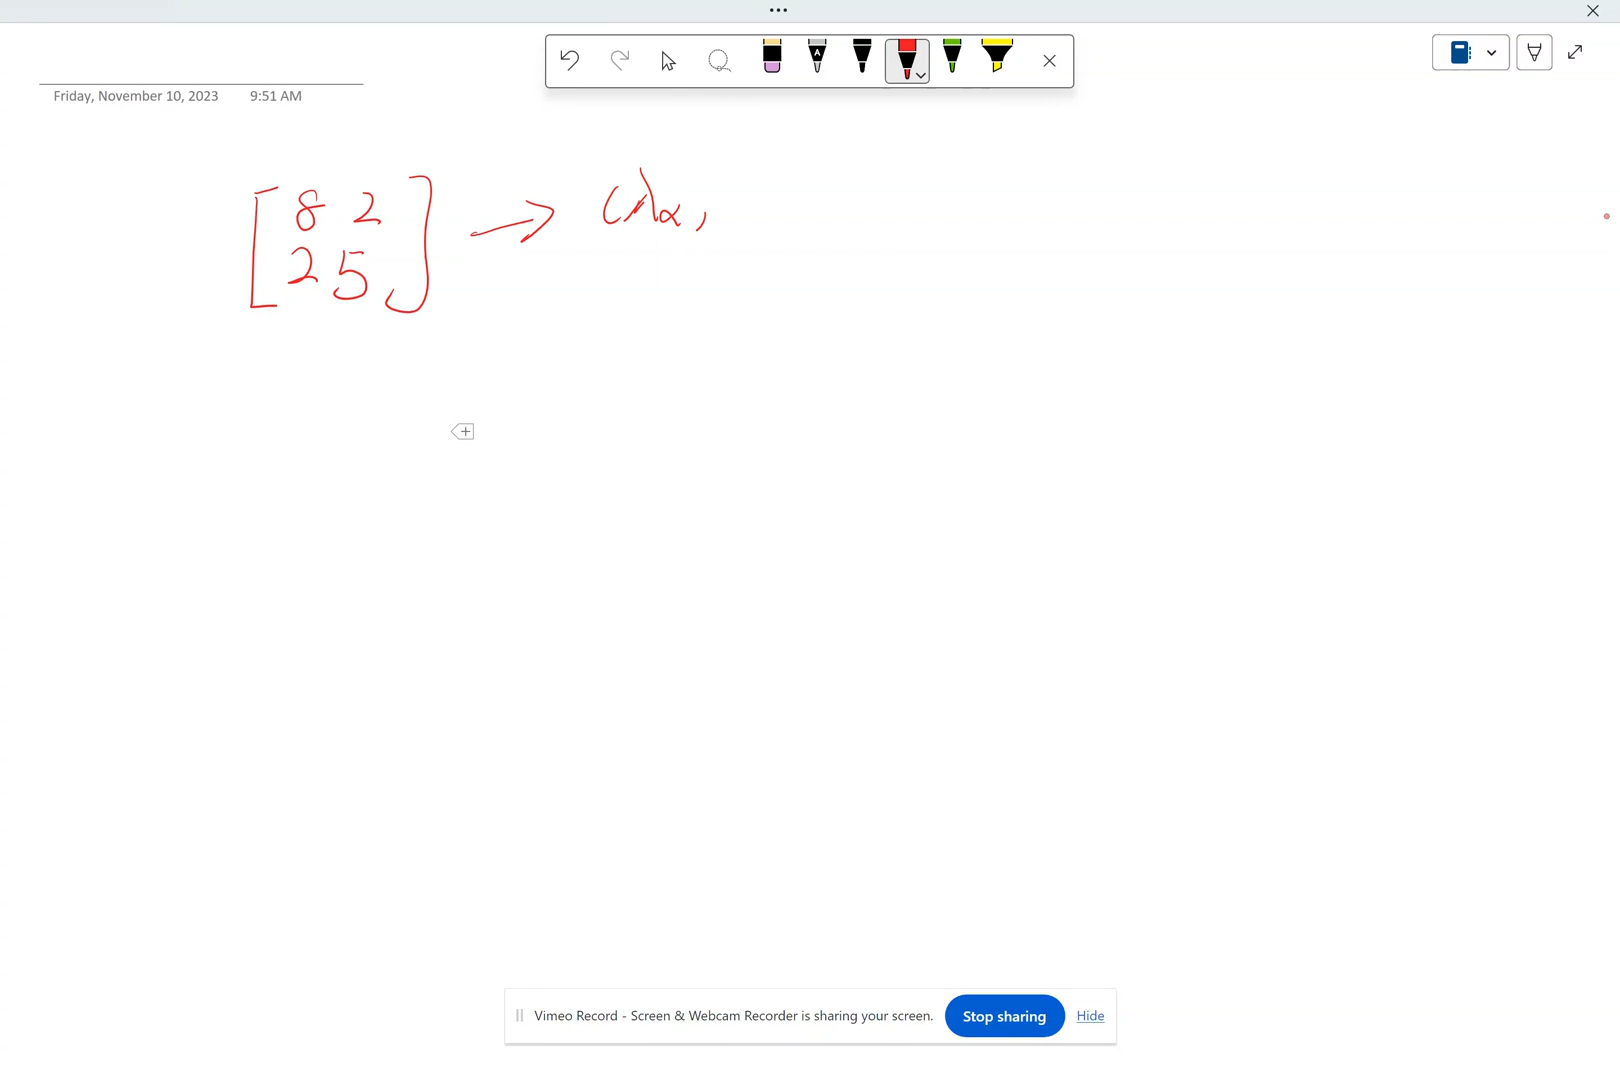 Friday, November 10, 2023 9:51 AM
A
[8 2
2 5] → (λα,
Vimeo Record - Screen & Webcam Recorder is sharing your screen. Stop sharing Hide